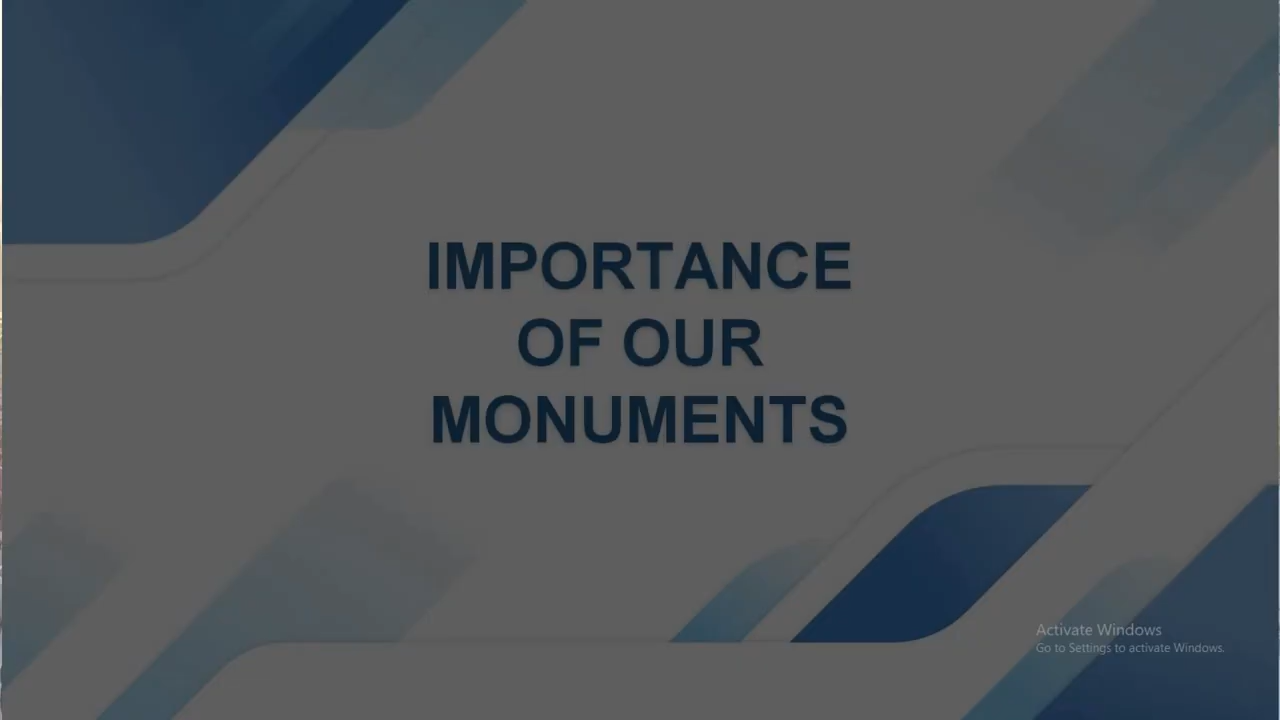 IMPORTANCE
OF OUR
MONUMENTS
Activate Windows
Go to Settings to activate Windows.